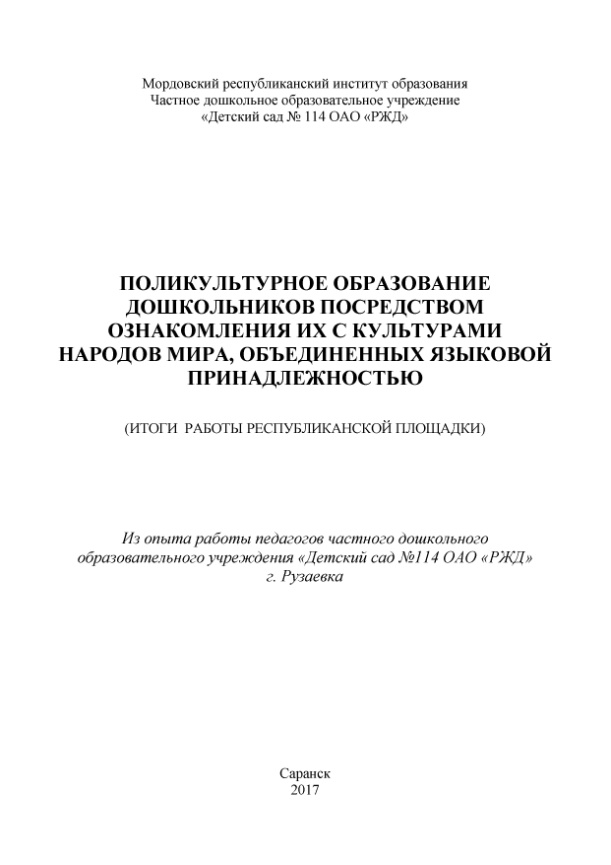 Мордовский республиканский институт образования
Частное дошкольное образовательное учреждение
«Детский сад № 114 ОАО «РЖД»
ПОЛИКУЛЬТУРНОЕ ОБРАЗОВАНИЕ
ДОШКОЛЬНИКОВ ПОСРЕДСТВОМ
ОЗНАКОМЛЕНИЯ ИХ С КУЛЬТУРАМИ
НАРОДОВ МИРА, ОБЪЕДИНЕННЫХ ЯЗЫКОВОЙ
ПРИНАДЛЕЖНОСТЬЮ
(ИТОГИ РАБОТЫ РЕСПУБЛИКАНСКОЙ ПЛОЩАДКИ)
Из опыта работы педагогов частного дошкольного
образовательного учреждения «Детский сад №114 ОАО «РЖД»
г. Рузаевка
Саранск
2017